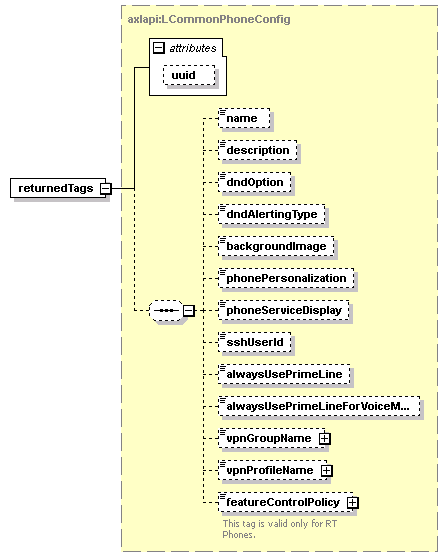 axlapi:LCommonPhoneConfig
attributes
uuid
name
description
dndOption
dndAlertingType
backgroundImage
returnedTags
phonePersonalization
phoneServiceDisplay
sshUserId
alwaysUsePrimeLine
alwaysUsePrimeLineForVoiceM...
vpnGroupName
vpnProfileName
featureControlPolicy
This tag is valid only for RT
Phones.